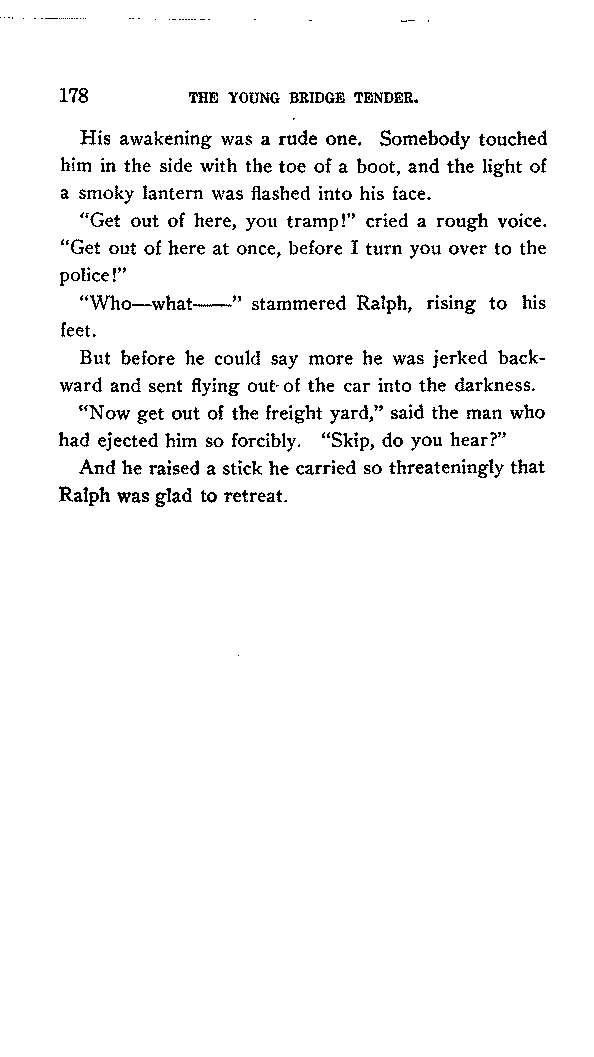 178 THE YOUNG BRIDGE TENDER.
His awakening was a rude one. Somebody touched
him in the side with the toe of a boot, and the light of
a smoky lantern was flashed into his face.
“Get out of here, you tramp!” cried a rough voice.
“Get out of here at once, before I turn you over to the
police!”
“Who—what——” stammered Ralph, rising to his
feet.
But before he could say more he was jerked back-
ward and sent flying out of the car into the darkness.
“Now get out of the freight yard,” said the man who
had ejected him so forcibly. “Skip, do you hear?”
And he raised a stick he carried so threateningly that
Ralph was glad to retreat.